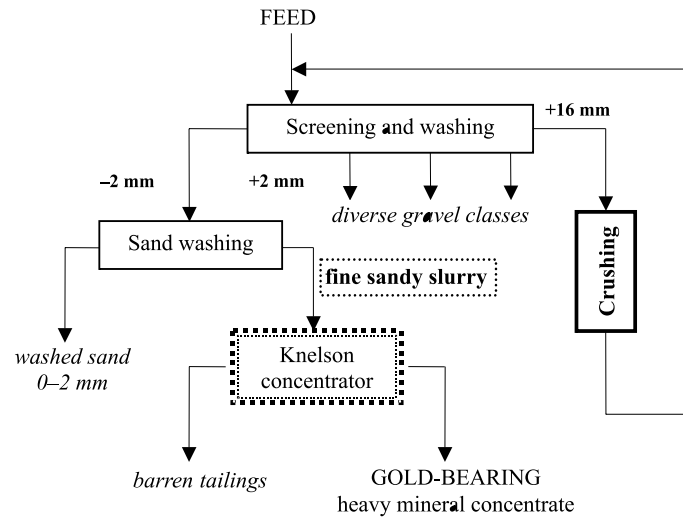 FEED
+16 mm
Screening and washing
–2 mm
+2 mm
diverse gravel classes
Sand washing
Crushing
fine sandy slurry
washed sand
0–2 mm
Knelson
concentrator
barren tailings
GOLD-BEARING
heavy mineral concentrate